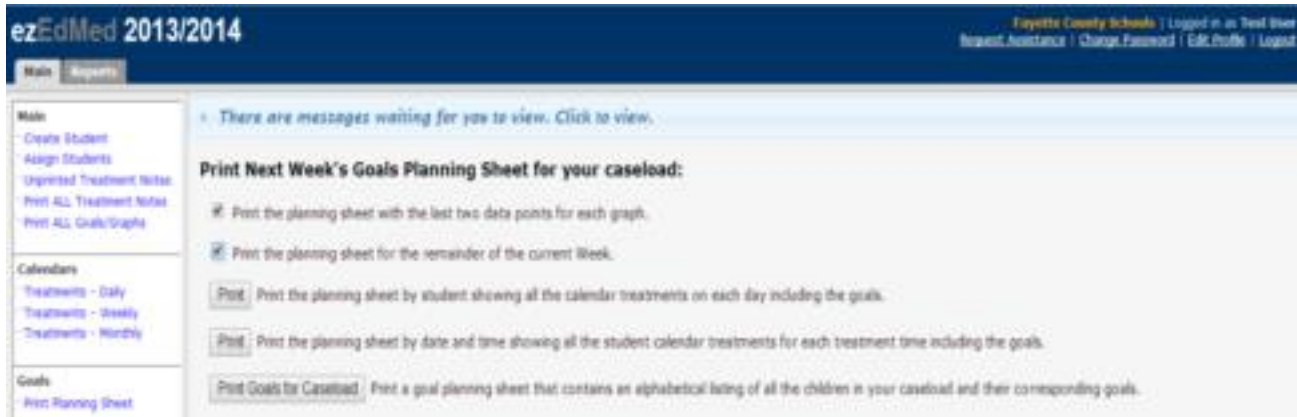 ezEdMed 2013/2014
Fayette County Schools | Logged in as Test User
Request Assistance | Change Password | Edit Profile | Logout
Main Reports
Main
Create Student
Assign Students
Unprinted Treatment Notes
Print ALL Treatment Notes
Print ALL Goals/Graphs
Calendars
Treatments - Daily
Treatments - Weekly
Treatments - Monthly
Goals
Print Planning Sheet
There are messages waiting for you to view. Click to view.
Print Next Week's Goals Planning Sheet for your caseload:
Print the planning sheet with the last two data points for each graph.
Print the planning sheet for the remainder of the current Week.
Print Print the planning sheet by student showing all the calendar treatments on each day including the goals.
Print Print the planning sheet by date and time showing all the student calendar treatments for each treatment time including the goals.
Print Goals for Caseload Print a goal planning sheet that contains an alphabetical listing of all the children in your caseload and their corresponding goals.